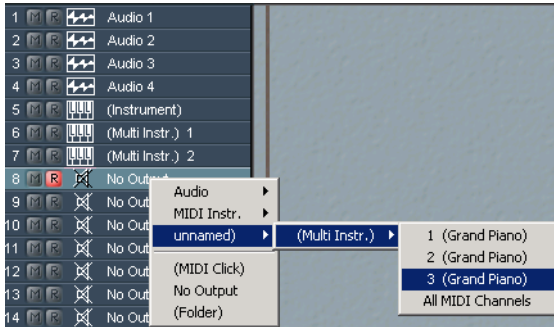 1 M R Audio 1
2 M R Audio 2
3 M R Audio 3
4 M R Audio 4
5 M R (Instrument)
6 M R (Multi Instr.) 1
7 M R (Multi Instr.) 2
8 M R No Out
9 M R No Out
10 M R No Out
11 M R No Out
12 M R No Out
13 M R No Out
14 M R No Out
Audio
MIDI Instr.
unnamed)
(MIDI Click)
No Output
(Folder)
(Multi Instr.)
1 (Grand Piano)
2 (Grand Piano)
3 (Grand Piano)
All MIDI Channels